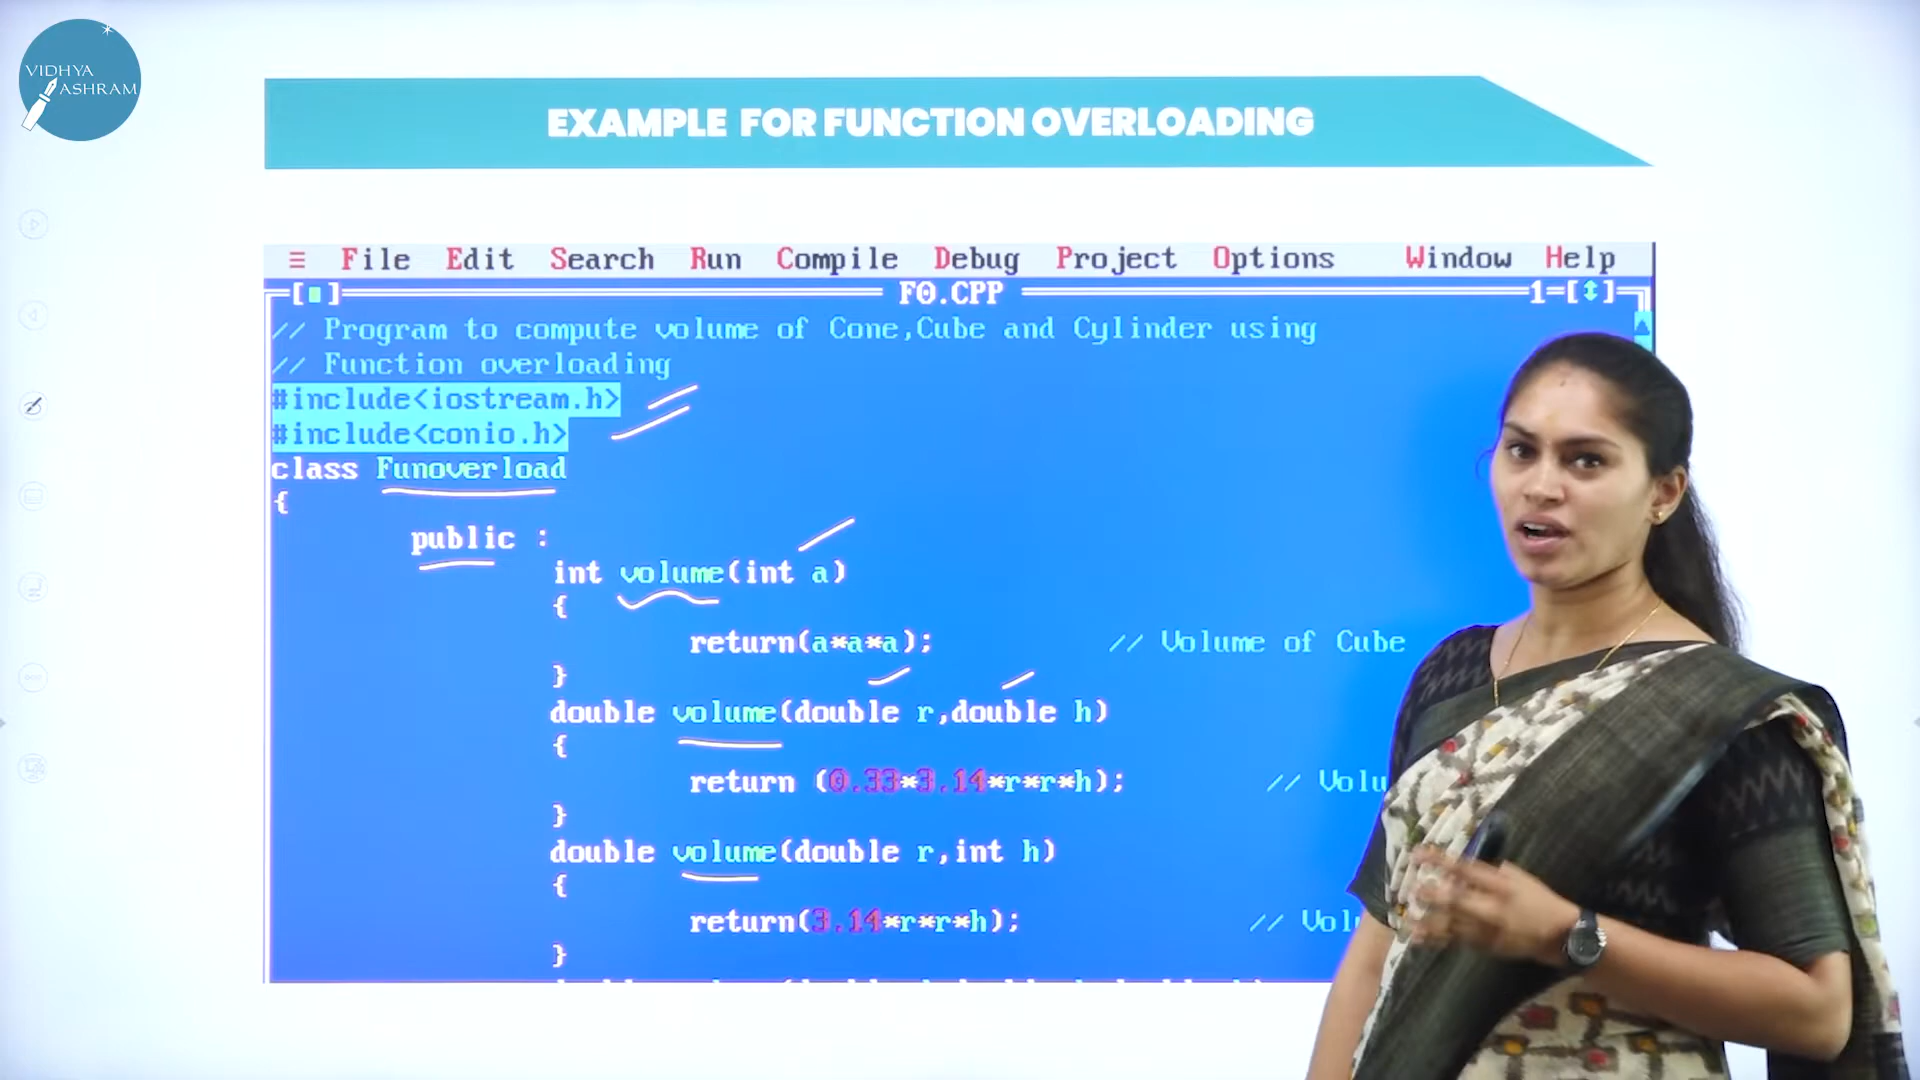 VIDHYA
ASHRAM
EXAMPLE FOR FUNCTION OVERLOADING
≡ File Edit Search Run Compile Debug Project Options Window Help
[■] FO.CPP 1=[↕]
// Program to compute volume of Cone,Cube and Cylinder using
// Function overloading
#include<iostream.h>
#include<conio.h>
class Funoverload
{
public :
int volume(int a)
{
return(a*a*a); // Volume of Cube
}
double volume(double r,double h)
{
return (0.33*3.14*r*r*h); // Volu
}
double volume(double r,int h)
{
return(3.14*r*r*h); // Vol
}